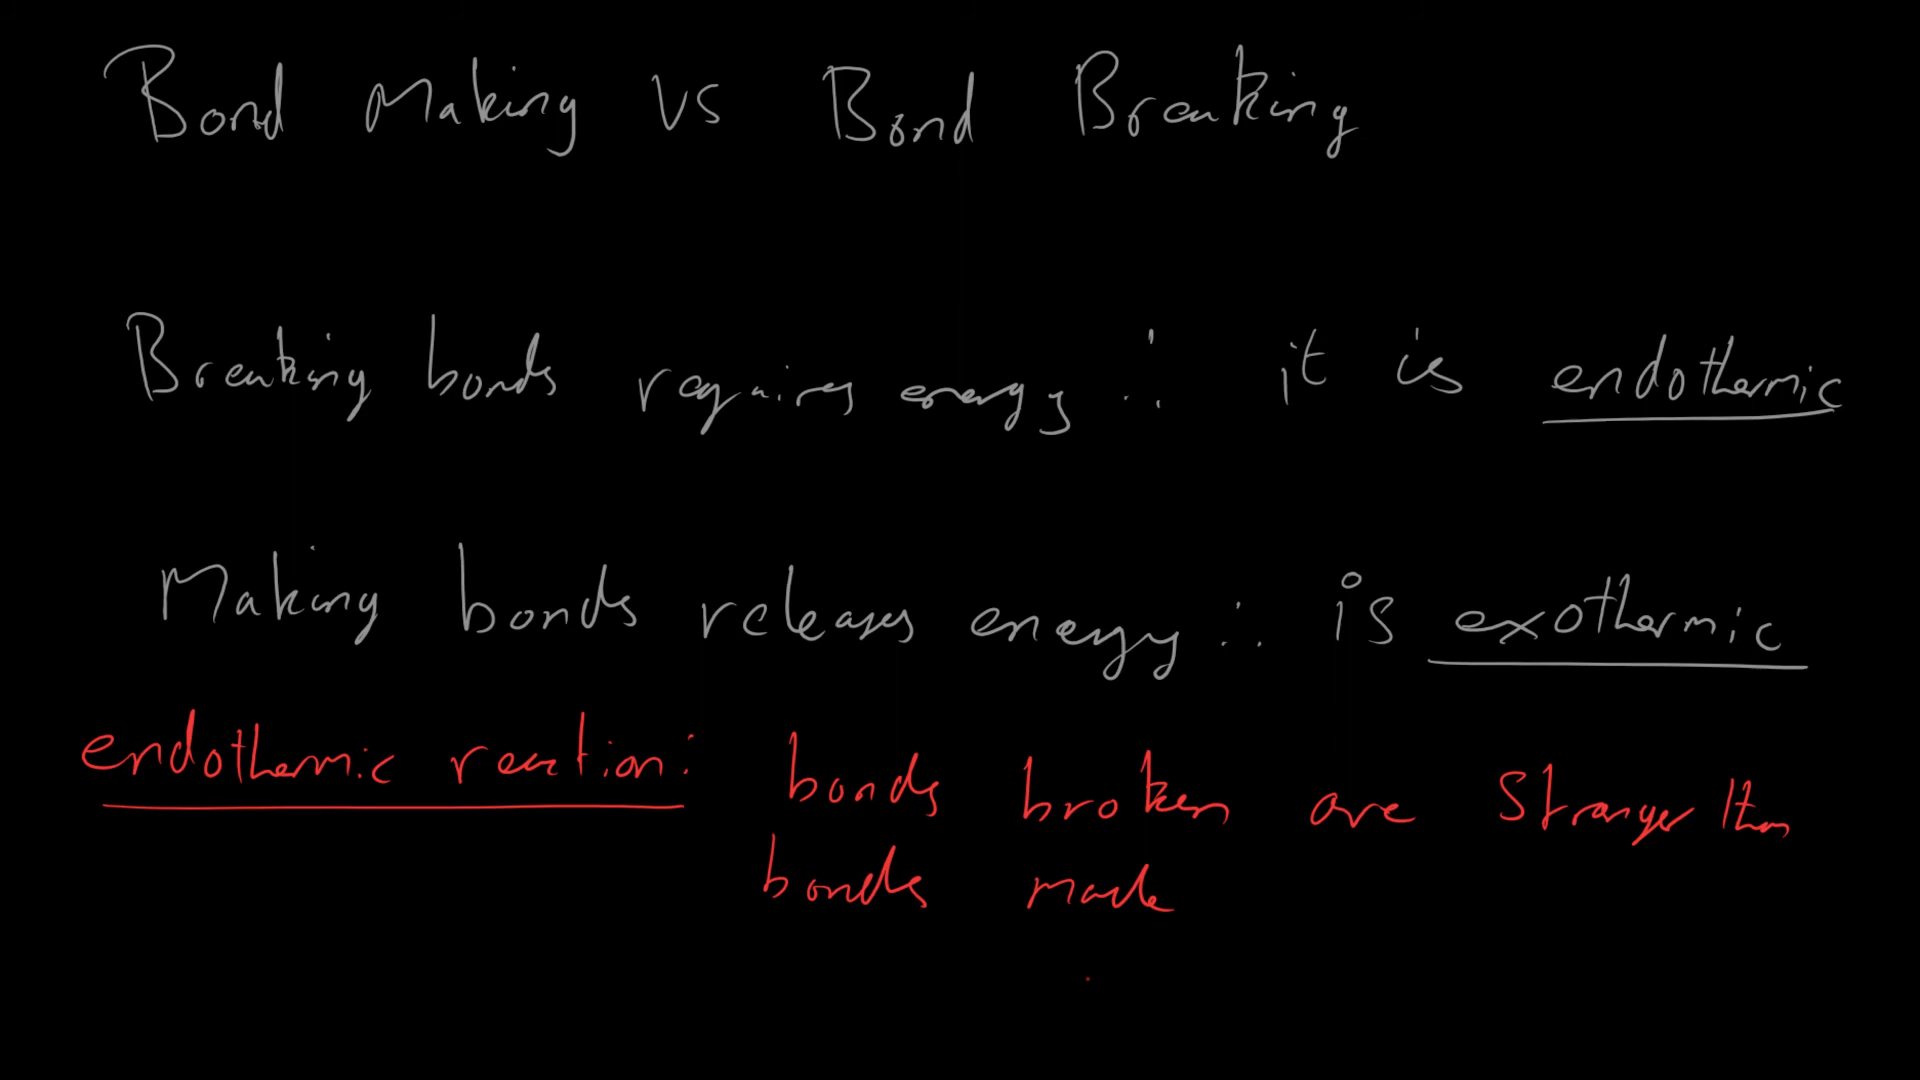 Bond Making vs Bond Breaking
Breaking bonds requires energy ∴ it is endothermic
Making bonds releases energy ∴ is exothermic
endothermic reaction: bonds broken are stronger than
bonds made